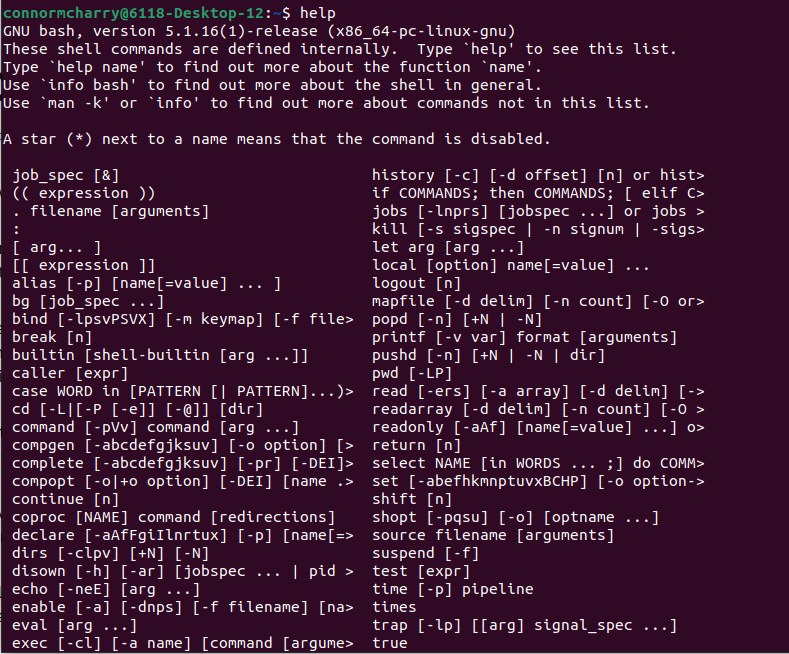 connormcharry@6118-Desktop-12:~$ help
GNU bash, version 5.1.16(1)-release (x86_64-pc-linux-gnu)
These shell commands are defined internally.  Type `help' to see this list.
Type `help name' to find out more about the function `name'.
Use `info bash' to find out more about the shell in general.
Use `man -k' or `info' to find out more about commands not in this list.

A star (*) next to a name means that the command is disabled.

 job_spec [&]                            history [-c] [-d offset] [n] or hist>
 (( expression ))                        if COMMANDS; then COMMANDS; [ elif C>
 . filename [arguments]                  jobs [-lnprs] [jobspec ...] or jobs >
 :                                       kill [-s sigspec | -n signum | -sigs>
 [ arg... ]                              let arg [arg ...]
 [[ expression ]]                        local [option] name[=value] ...
 alias [-p] [name[=value] ... ]          logout [n]
 bg [job_spec ...]                       mapfile [-d delim] [-n count] [-O or>
 bind [-lpsvPSVX] [-m keymap] [-f file>  popd [-n] [+N | -N]
 break [n]                               printf [-v var] format [arguments]
 builtin [shell-builtin [arg ...]]       pushd [-n] [+N | -N | dir]
 caller [expr]                           pwd [-LP]
 case WORD in [PATTERN [| PATTERN]...)>  read [-ers] [-a array] [-d delim] [->
 cd [-L|[-P [-e]] [-@]] [dir]            readarray [-d delim] [-n count] [-O >
 command [-pVv] command [arg ...]        readonly [-aAf] [name[=value] ...] o>
 compgen [-abcdefgjksuv] [-o option] [>  return [n]
 complete [-abcdefgjksuv] [-pr] [-DEI]>  select NAME [in WORDS ... ;] do COMM>
 compopt [-o|+o option] [-DEI] [name .>  set [-abefhkmnptuvxBCHP] [-o option->
 continue [n]                            shift [n]
 coproc [NAME] command [redirections]    shopt [-pqsu] [-o] [optname ...]
 declare [-aAfFgiIlnrtux] [-p] [name[=>  source filename [arguments]
 dirs [-clpv] [+N] [-N]                  suspend [-f]
 disown [-h] [-ar] [jobspec ... | pid >  test [expr]
 echo [-neE] [arg ...]                   time [-p] pipeline
 enable [-a] [-dnps] [-f filename] [na>  times
 eval [arg ...]                          trap [-lp] [[arg] signal_spec ...]
 exec [-cl] [-a name] [command [argume>  true